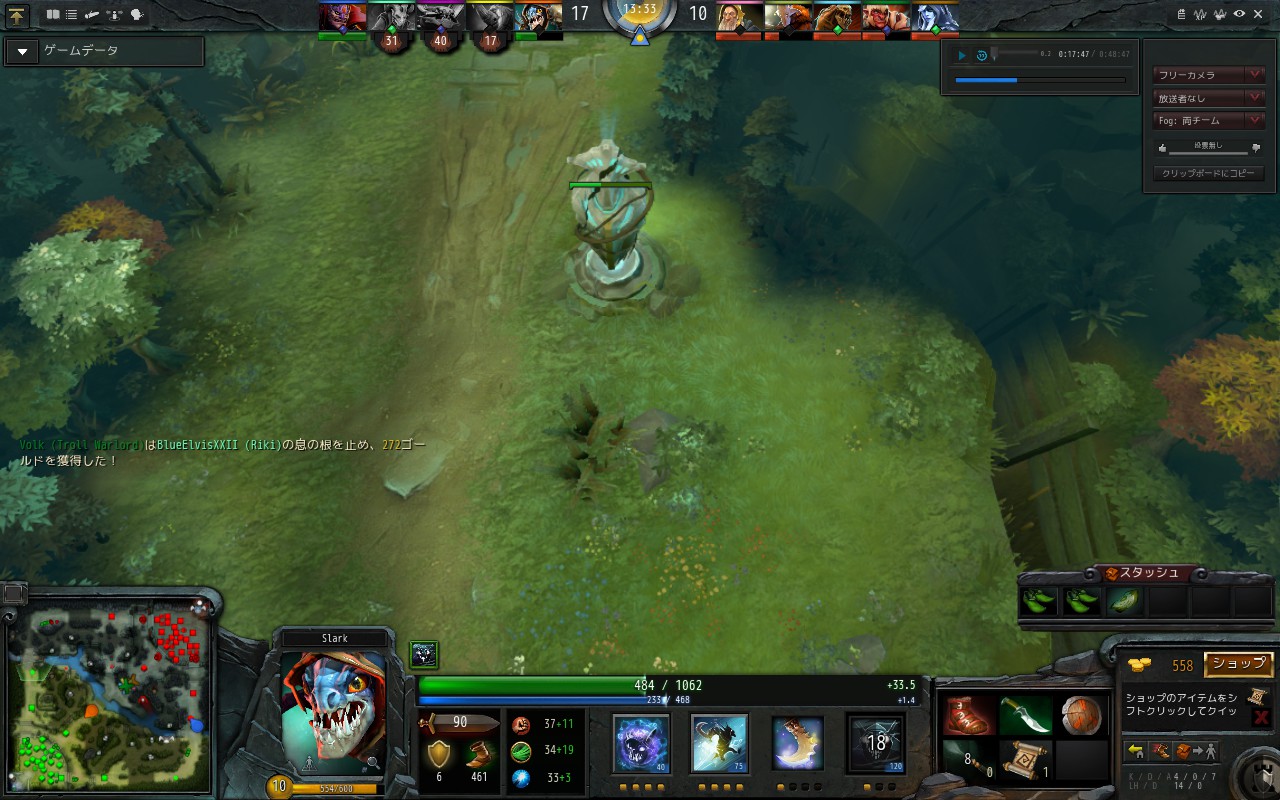 17
13:33
10
31
40
17
ゲームデータ
0.2 0:17:47 / 0:48:47
フリーカメラ
放送者なし
Fog: 両チーム
投票無し
クリップボードにコピー
Volk (Troll Warlord)はBlueElvisXXII (Riki)の息の根を止め、272ゴー
ルドを獲得した！
スタッシュ
Slark
484 / 1062
+33.5
233 / 468
+1.4
90
6
461
37+11
34+19
33+3
40
75
18
120
8
0
1
558
ショップ
ショップのアイテムをシ
フトクリックしてクイッ
10
554/600
K / D / A 4 / 0 / 7
LH / D 14 / 0